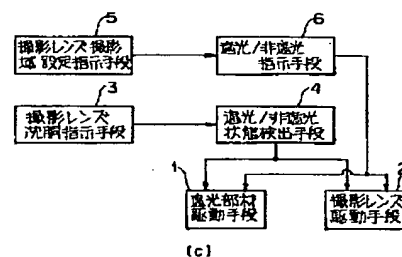 5
撮影レンズ撮影
域設定指示手段
6
遮光/非遮光
指示手段
3
撮影レンズ
沈胴指示手段
4
遮光/非遮光
状態検出手段
1
遮光部材
駆動手段
2
撮影レンズ
駆動手段
(c)